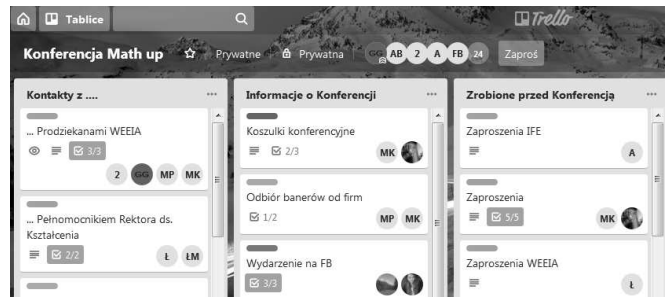 Tablice
Trello
Konferencja Math up
Prywatne
Prywatna
GG
AB
2
A
FB
24
Zaproś
Kontakty z ....
... Prodziekanami WEEIA
3/3
2
GG
MP
MK
... Pełnomocnikiem Rektora ds.
Kształcenia
2/2
Ł
ŁM
Informacje o Konferencji
Koszulki konferencyjne
2/3
MK
Odbiór banerów od firm
1/2
MP
MK
Wydarzenie na FB
3/3
Zrobione przed Konferencją
Zaproszenia IFE
A
Zaproszenia
5/5
MK
Zaproszenia WEEIA
Ł